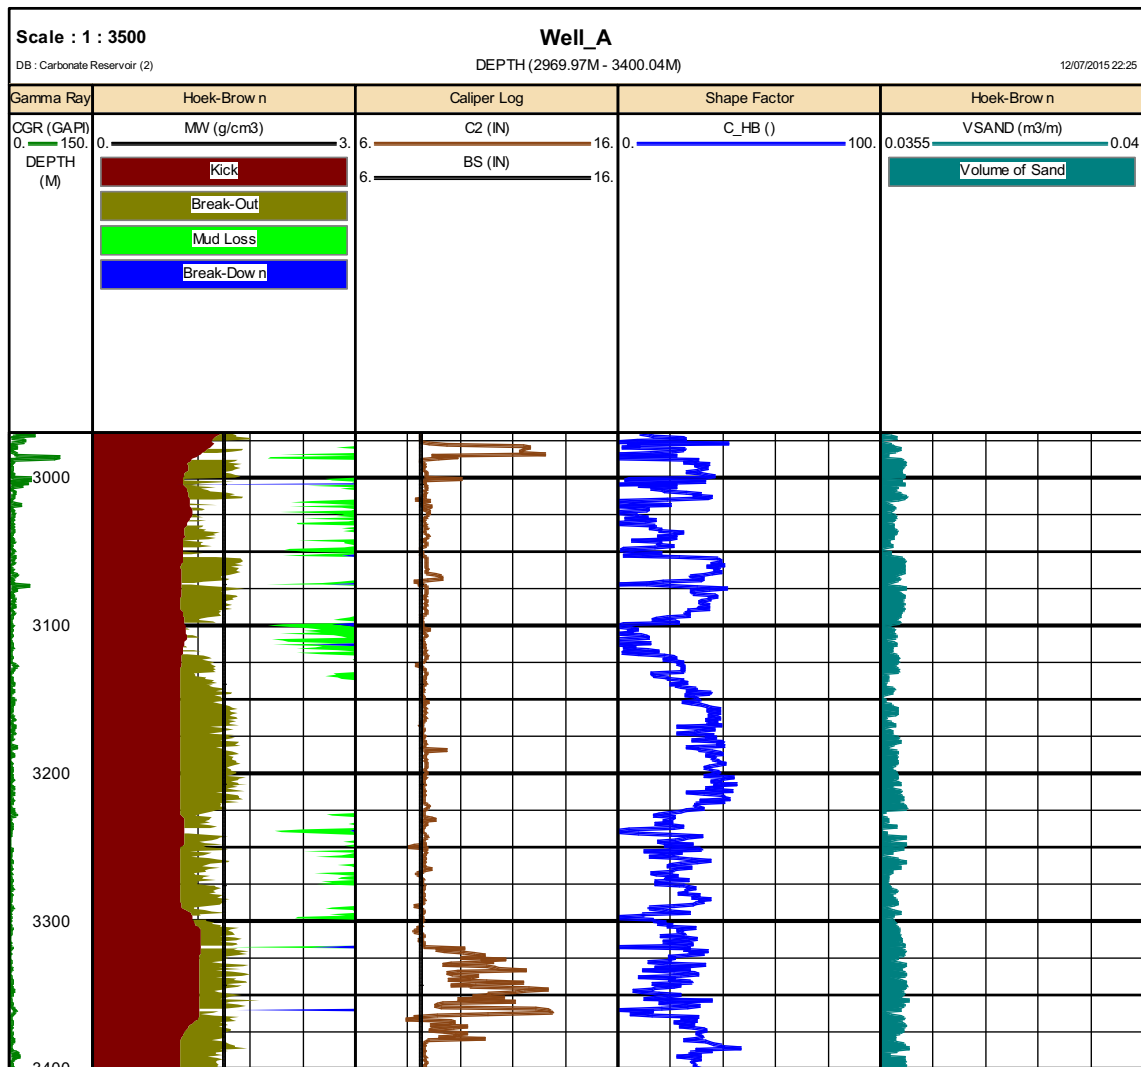 Scale : 1 : 3500
Well_A
DB : Carbonate Reservoir (2)
DEPTH (2969.97M - 3400.04M)
12/07/2015 22:25
Gamma Ray
Hoek-Brown
Caliper Log
Shape Factor
Hoek-Brown
CGR (GAPI)
0. 150.
DEPTH
(M)
MW (g/cm3)
0. 3.
Kick
Break-Out
Mud Loss
Break-Down
C2 (IN)
6. 16.
BS (IN)
6. 16.
C_HB ()
0. 100.
VSAND (m3/m)
0.0355 0.04
Volume of Sand
3000
3100
3200
3300
3400